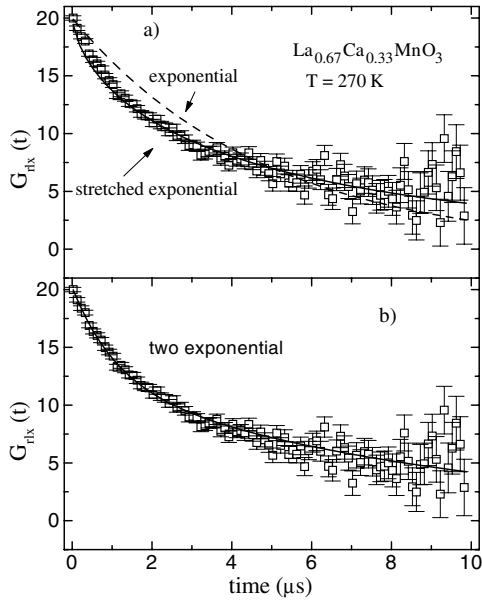 a)
La0.67Ca0.33MnO3
T = 270 K
exponential
stretched exponential
Grlx (t)
20
15
10
5
0
b)
two exponential
Grlx (t)
20
15
10
5
0
0 2 4 6 8 10
time (μs)